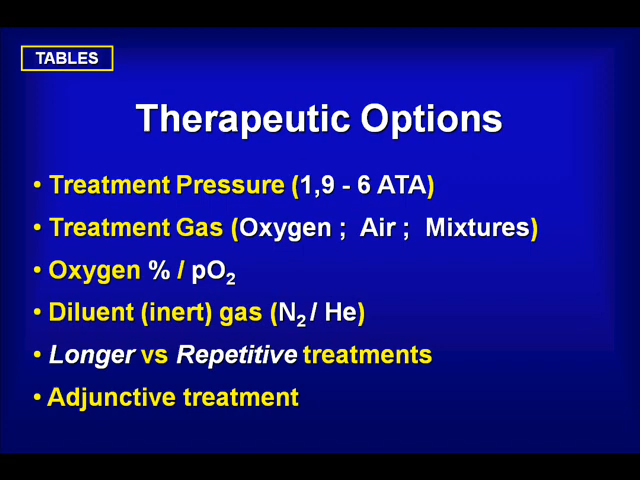 TABLES
Therapeutic Options
• Treatment Pressure (1,9 - 6 ATA)
• Treatment Gas (Oxygen ; Air ; Mixtures)
• Oxygen % / pO₂
• Diluent (inert) gas (N₂ / He)
• Longer vs Repetitive treatments
• Adjunctive treatment